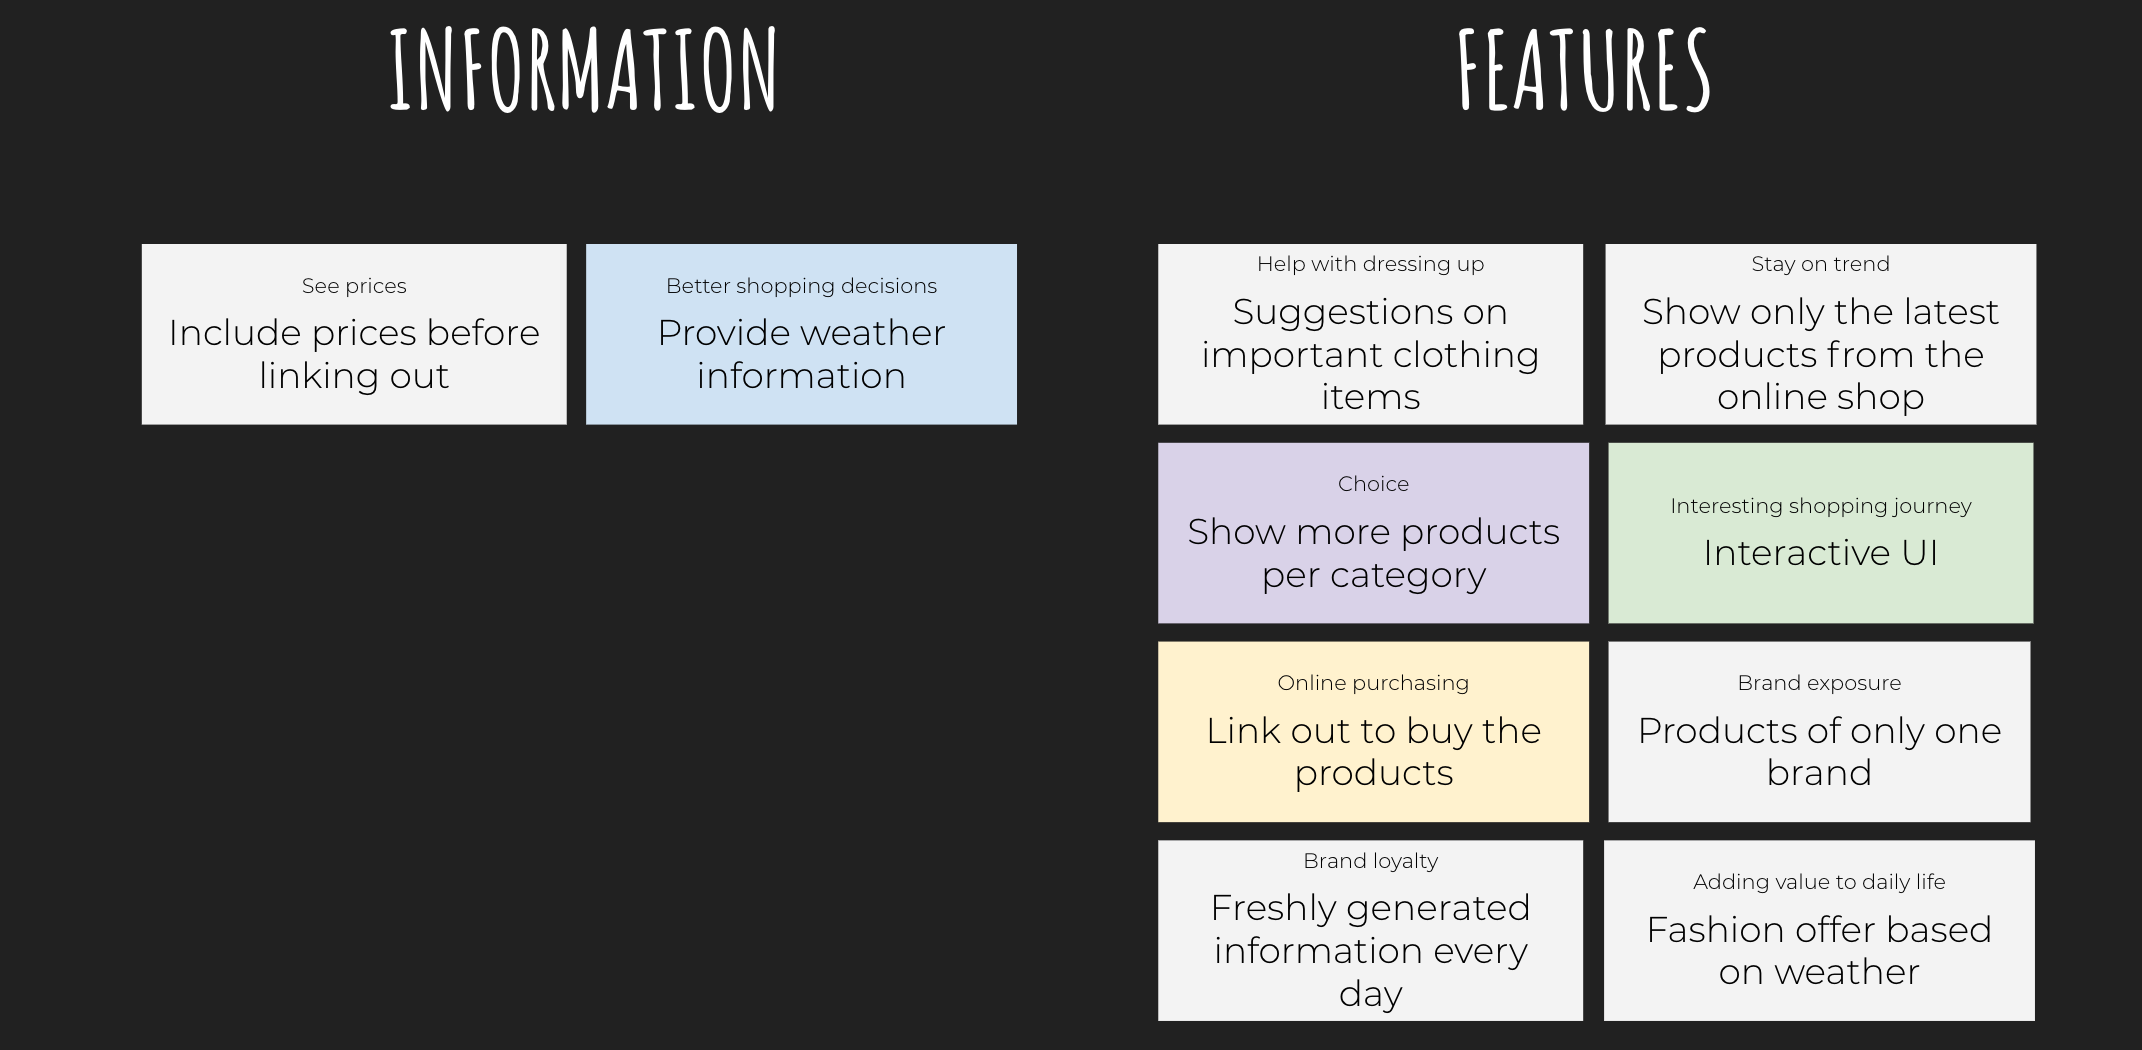 INFORMATION
FEATURES
See prices
Include prices before
linking out
Better shopping decisions
Provide weather
information
Help with dressing up
Suggestions on
important clothing
items
Stay on trend
Show only the latest
products from the
online shop
Choice
Show more products
per category
Interesting shopping journey
Interactive UI
Online purchasing
Link out to buy the
products
Brand exposure
Products of only one
brand
Brand loyalty
Freshly generated
information every
day
Adding value to daily life
Fashion offer based
on weather